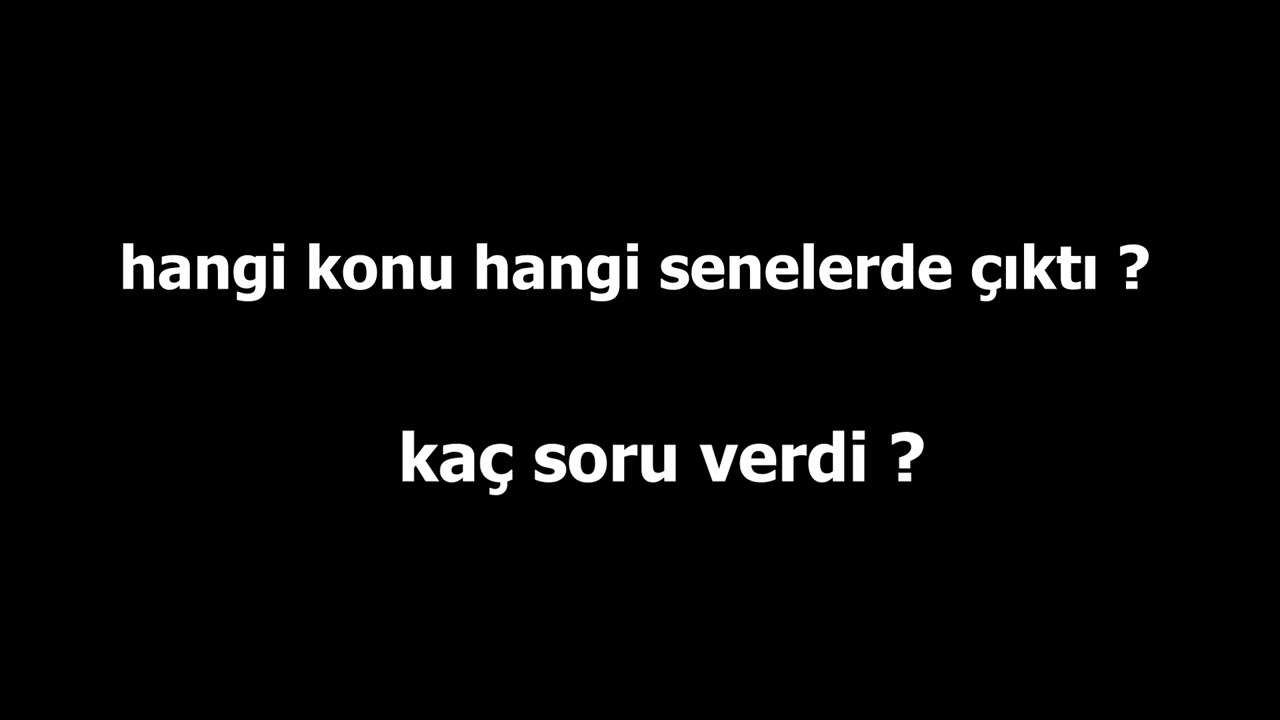 hangi konu hangi senelerde çıktı ?
kaç soru verdi ?